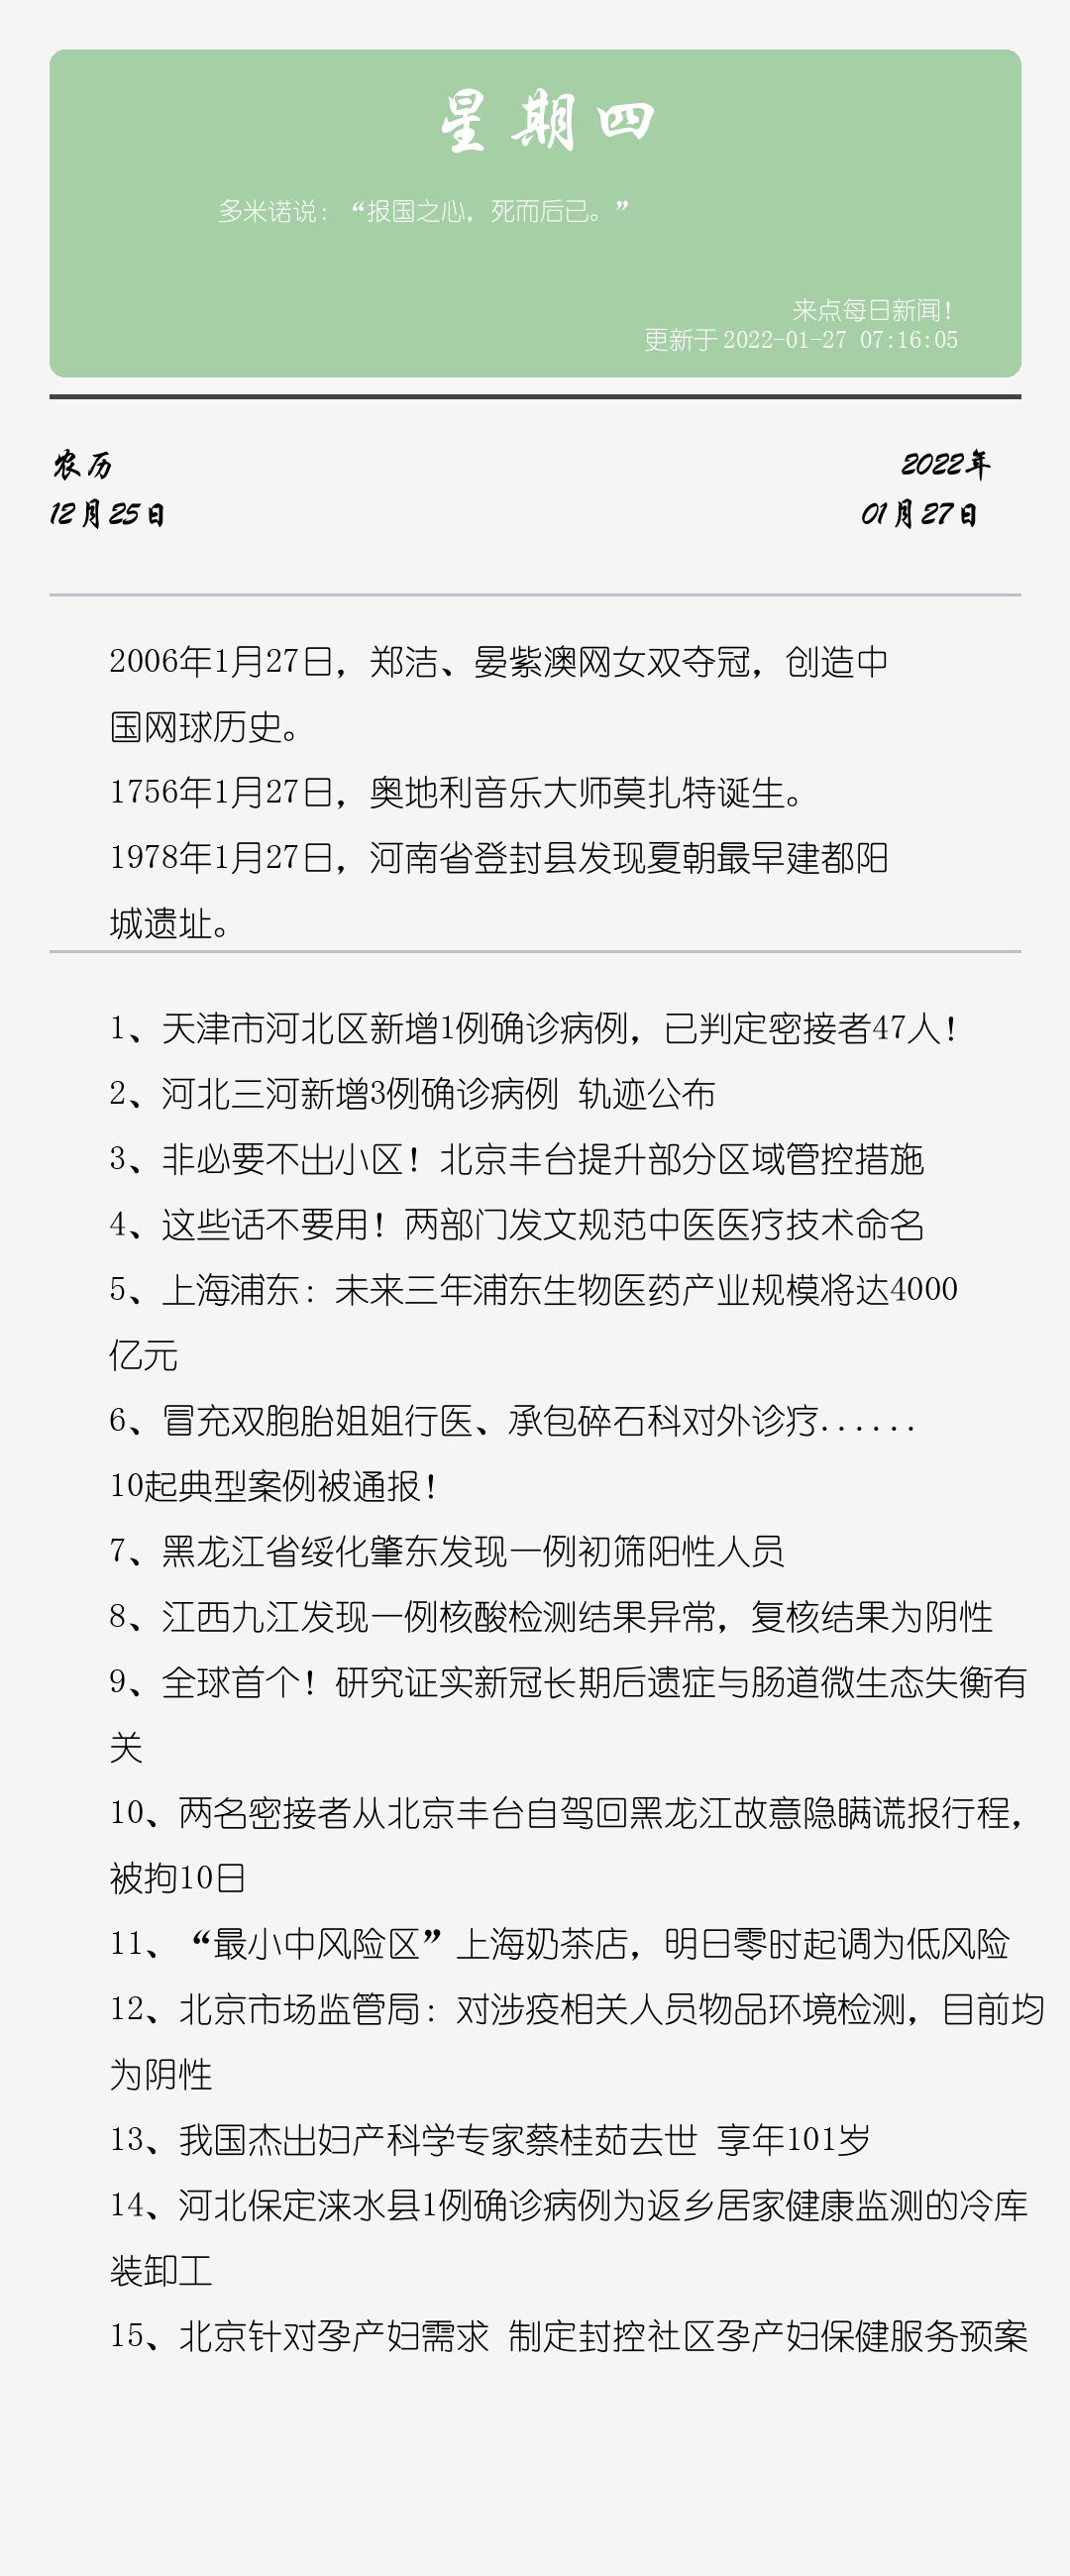 星期四
多米诺说：“报国之心，死而后已。”
来点每日新闻！
更新于 2022-01-27 07:16:05
农历
2022年
12月25日
01月27日
2006年1月27日，郑洁、晏紫澳网女双夺冠，创造中
国网球历史。
1756年1月27日，奥地利音乐大师莫扎特诞生。
1978年1月27日，河南省登封县发现夏朝最早建都阳
城遗址。
1、天津市河北区新增1例确诊病例，已判定密接者47人！
2、河北三河新增3例确诊病例 轨迹公布
3、非必要不出小区！北京丰台提升部分区域管控措施
4、这些话不要用！两部门发文规范中医医疗技术命名
5、上海浦东：未来三年浦东生物医药产业规模将达4000
亿元
6、冒充双胞胎姐姐行医、承包碎石科对外诊疗......
10起典型案例被通报！
7、黑龙江省绥化肇东发现一例初筛阳性人员
8、江西九江发现一例核酸检测结果异常，复核结果为阴性
9、全球首个！研究证实新冠长期后遗症与肠道微生态失衡有
关
10、两名密接者从北京丰台自驾回黑龙江故意隐瞒谎报行程，
被拘10日
11、“最小中风险区”上海奶茶店，明日零时起调为低风险
12、北京市场监管局：对涉疫相关人员物品环境检测，目前均
为阴性
13、我国杰出妇产科学专家蔡桂茹去世 享年101岁
14、河北保定涞水县1例确诊病例为返乡居家健康监测的冷库
装卸工
15、北京针对孕产妇需求 制定封控社区孕产妇保健服务预案